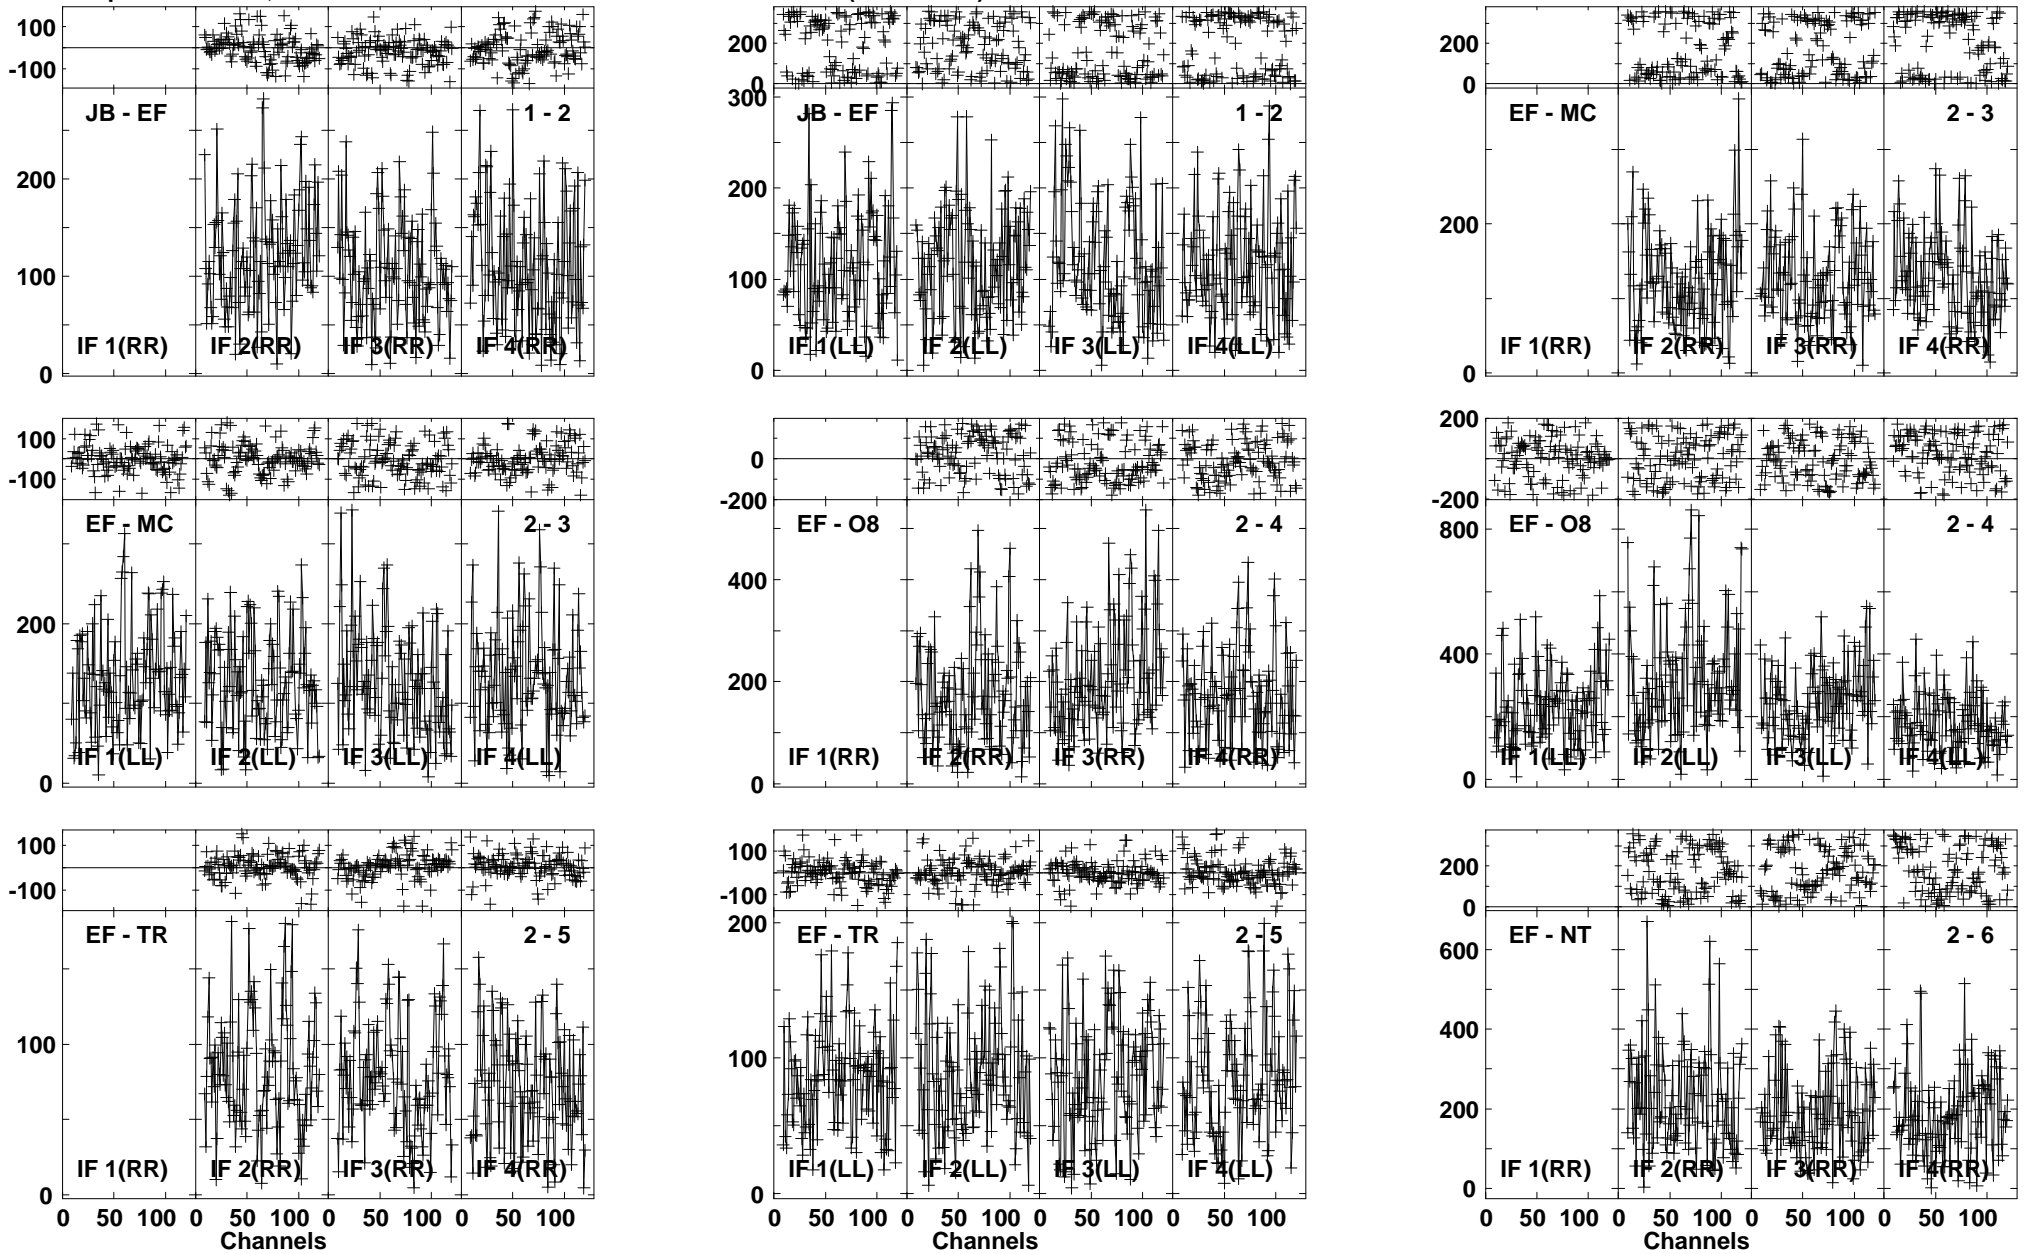 100
-100
JB - EF
1 - 2
200
100
0
IF 1(RR)
IF 2(RR)
IF 3(RR)
IF 4(RR)
200
0
300
JB - EF
1 - 2
200
100
0
IF 1(LL)
IF 2(LL)
IF 3(LL)
IF 4(LL)
200
0
EF - MC
2 - 3
200
0
IF 1(RR)
IF 2(RR)
IF 3(RR)
IF 4(RR)
100
-100
EF - MC
2 - 3
200
0
IF 1(LL)
IF 2(LL)
IF 3(LL)
IF 4(LL)
0
-200
EF - O8
2 - 4
400
200
0
IF 1(RR)
IF 2(RR)
IF 3(RR)
IF 4(RR)
200
-200
800
EF - O8
2 - 4
400
0
IF 1(LL)
IF 2(LL)
IF 3(LL)
IF 4(LL)
100
-100
EF - TR
2 - 5
100
0
IF 1(RR)
IF 2(RR)
IF 3(RR)
IF 4(RR)
0 50 100 0 50 100 0 50 100 0 50 100
Channels
100
-100
200
EF - TR
2 - 5
100
0
IF 1(LL)
IF 2(LL)
IF 3(LL)
IF 4(LL)
0 50 100 0 50 100 0 50 100 0 50 100
Channels
200
0
600
EF - NT
2 - 6
400
200
0
IF 1(RR)
IF 2(RR)
IF 3(RR)
IF 4(RR)
0 50 100 0 50 100 0 50 100 0 50 100
Channels